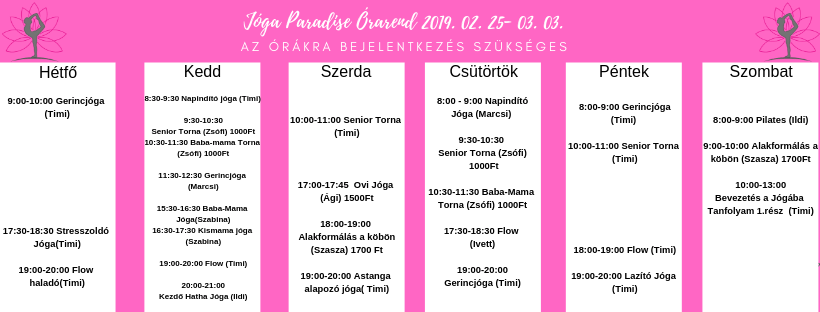 Jóga Paradise Órarend 2019. 02. 25- 03. 03.
AZ ÓRÁKRA BEJELENTKEZÉS SZÜKSÉGES
Hétfő
9:00-10:00 Gerincjóga
(Timi)
17:30-18:30 Stresszoldó
Jóga(Timi)
19:00-20:00 Flow
haladó(Timi)
Kedd
8:30-9:30 Napindító jóga (Timi)
9:30-10:30
Senior Torna (Zsófi) 1000Ft
10:30-11:30 Baba-mama Torna
(Zsófi) 1000Ft
11:30-12:30 Gerincjóga
(Marcsi)
15:30-16:30 Baba-Mama
Jóga(Szabina)
16:30-17:30 Kismama jóga
(Szabina)
19:00-20:00 Flow (Timi)
20:00-21:00
Kezdő Hatha Jóga (Ildi)
Szerda
10:00-11:00 Senior Torna
(Timi)
17:00-17:45 Ovi Jóga
(Ági) 1500Ft
18:00-19:00
Alakformálás a köbön
(Szasza) 1700 Ft
19:00-20:00 Astanga
alapozó jóga( Timi)
Csütörtök
8:00 - 9:00 Napindító
Jóga (Marcsi)
9:30-10:30
Senior Torna (Zsófi)
1000Ft
10:30-11:30 Baba-Mama
Torna (Zsófi) 1000Ft
17:30-18:30 Flow
(Ivett)
19:00-20:00
Gerincjóga (Timi)
Péntek
8:00-9:00 Gerincjóga
(Timi)
10:00-11:00 Senior Torna
(Timi)
18:00-19:00 Flow (Timi)
19:00-20:00 Lazító Jóga
(Timi)
Szombat
8:00-9:00 Pilates (Ildi)
9:00-10:00 Alakformálás a
köbön (Szasza) 1700Ft
10:00-13:00
Bevezetés a Jógába
Tanfolyam 1.rész (Timi)